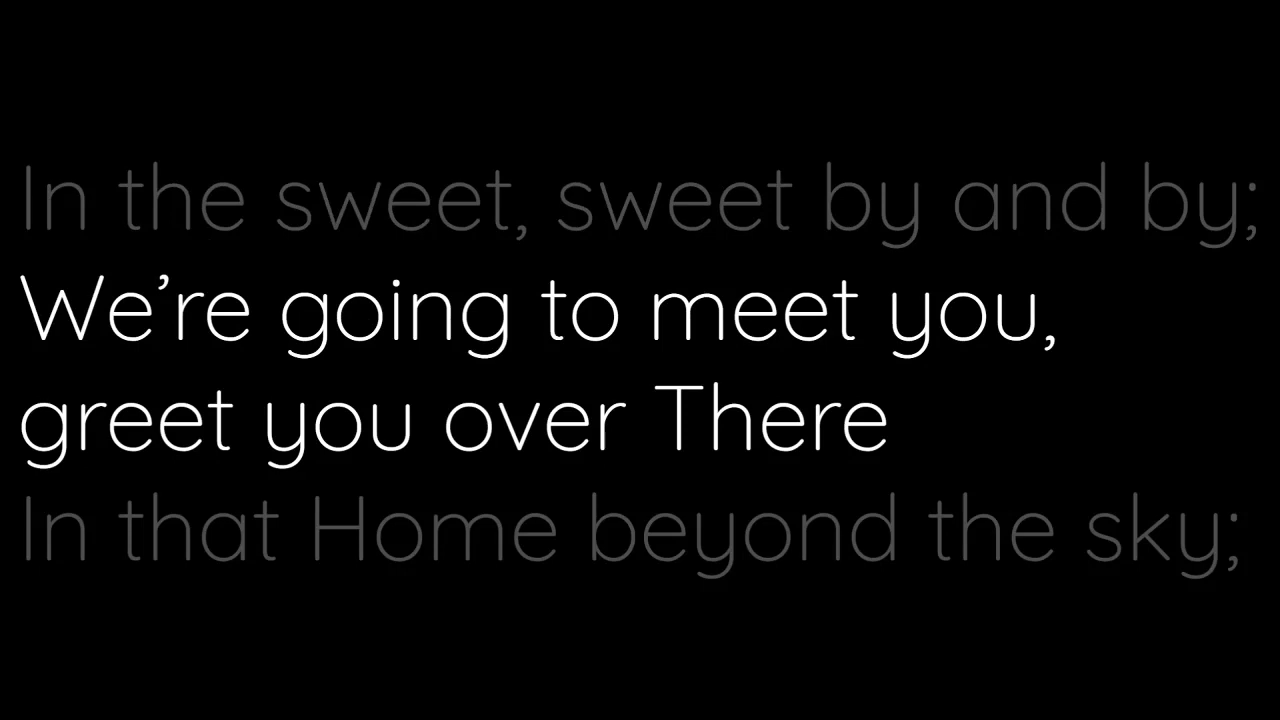 In the sweet, sweet by and by;
We’re going to meet you,
greet you over There
In that Home beyond the sky;